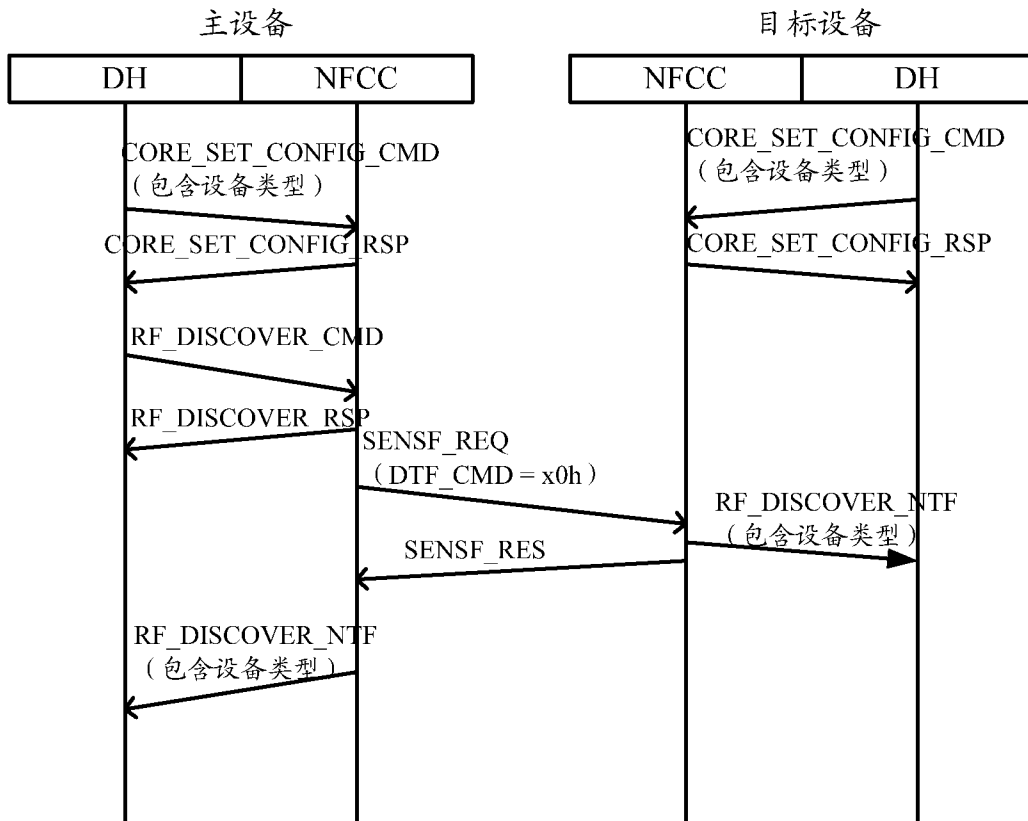 主设备
目标设备
DH
NFCC
NFCC
DH
CORE_SET_CONFIG_CMD
（包含设备类型）
CORE_SET_CONFIG_CMD
（包含设备类型）
CORE_SET_CONFIG_RSP
CORE_SET_CONFIG_RSP
RF_DISCOVER_CMD
RF_DISCOVER_RSP
SENSF_REQ
（DTF_CMD = x0h）
RF_DISCOVER_NTF
（包含设备类型）
SENSF_RES
RF_DISCOVER_NTF
（包含设备类型）